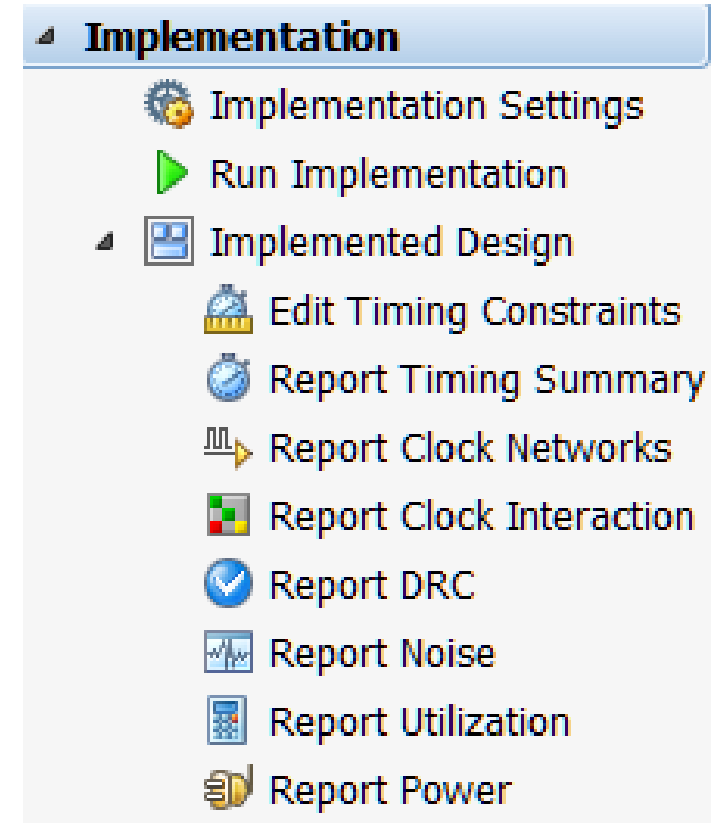 Implementation
Implementation Settings
Run Implementation
Implemented Design
Edit Timing Constraints
Report Timing Summary
Report Clock Networks
Report Clock Interaction
Report DRC
Report Noise
Report Utilization
Report Power